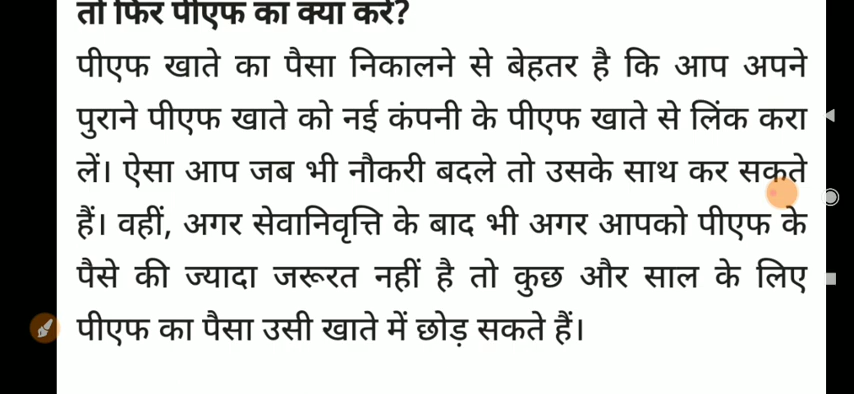 तो फिर पीएफ का क्या करें?
पीएफ खाते का पैसा निकालने से बेहतर है कि आप अपने
पुराने पीएफ खाते को नई कंपनी के पीएफ खाते से लिंक करा
लें। ऐसा आप जब भी नौकरी बदले तो उसके साथ कर सकते
हैं। वहीं, अगर सेवानिवृत्ति के बाद भी अगर आपको पीएफ के
पैसे की ज्यादा जरूरत नहीं है तो कुछ और साल के लिए
पीएफ का पैसा उसी खाते में छोड़ सकते हैं।